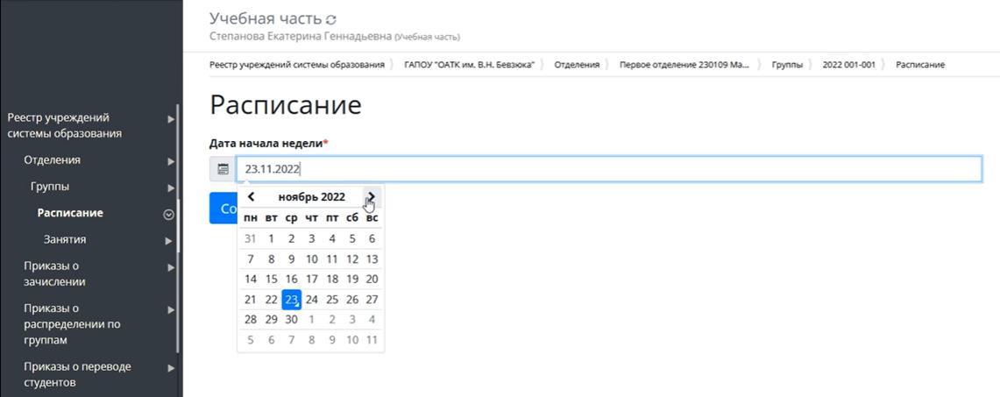 Учебная часть
Степанова Екатерина Геннадьевна (Учебная часть)
Реестр учреждений системы образования ГАПОУ "ОАТК им. В.Н. Бевзюка" Отделения Первое отделение 230109 Ма... Группы 2022 001-001 Расписание
Расписание
Дата начала недели*
23.11.2022
Со
ноябрь 2022
пн вт ср чт пт сб вс
31 1 2 3 4 5 6
7 8 9 10 11 12 13
14 15 16 17 18 19 20
21 22 23 24 25 26 27
28 29 30 1 2 3 4
5 6 7 8 9 10 11
Реестр учреждений
системы образования
Отделения
Группы
Расписание
Занятия
Приказы о
зачислении
Приказы о
распределении по
группам
Приказы о переводе
студентов